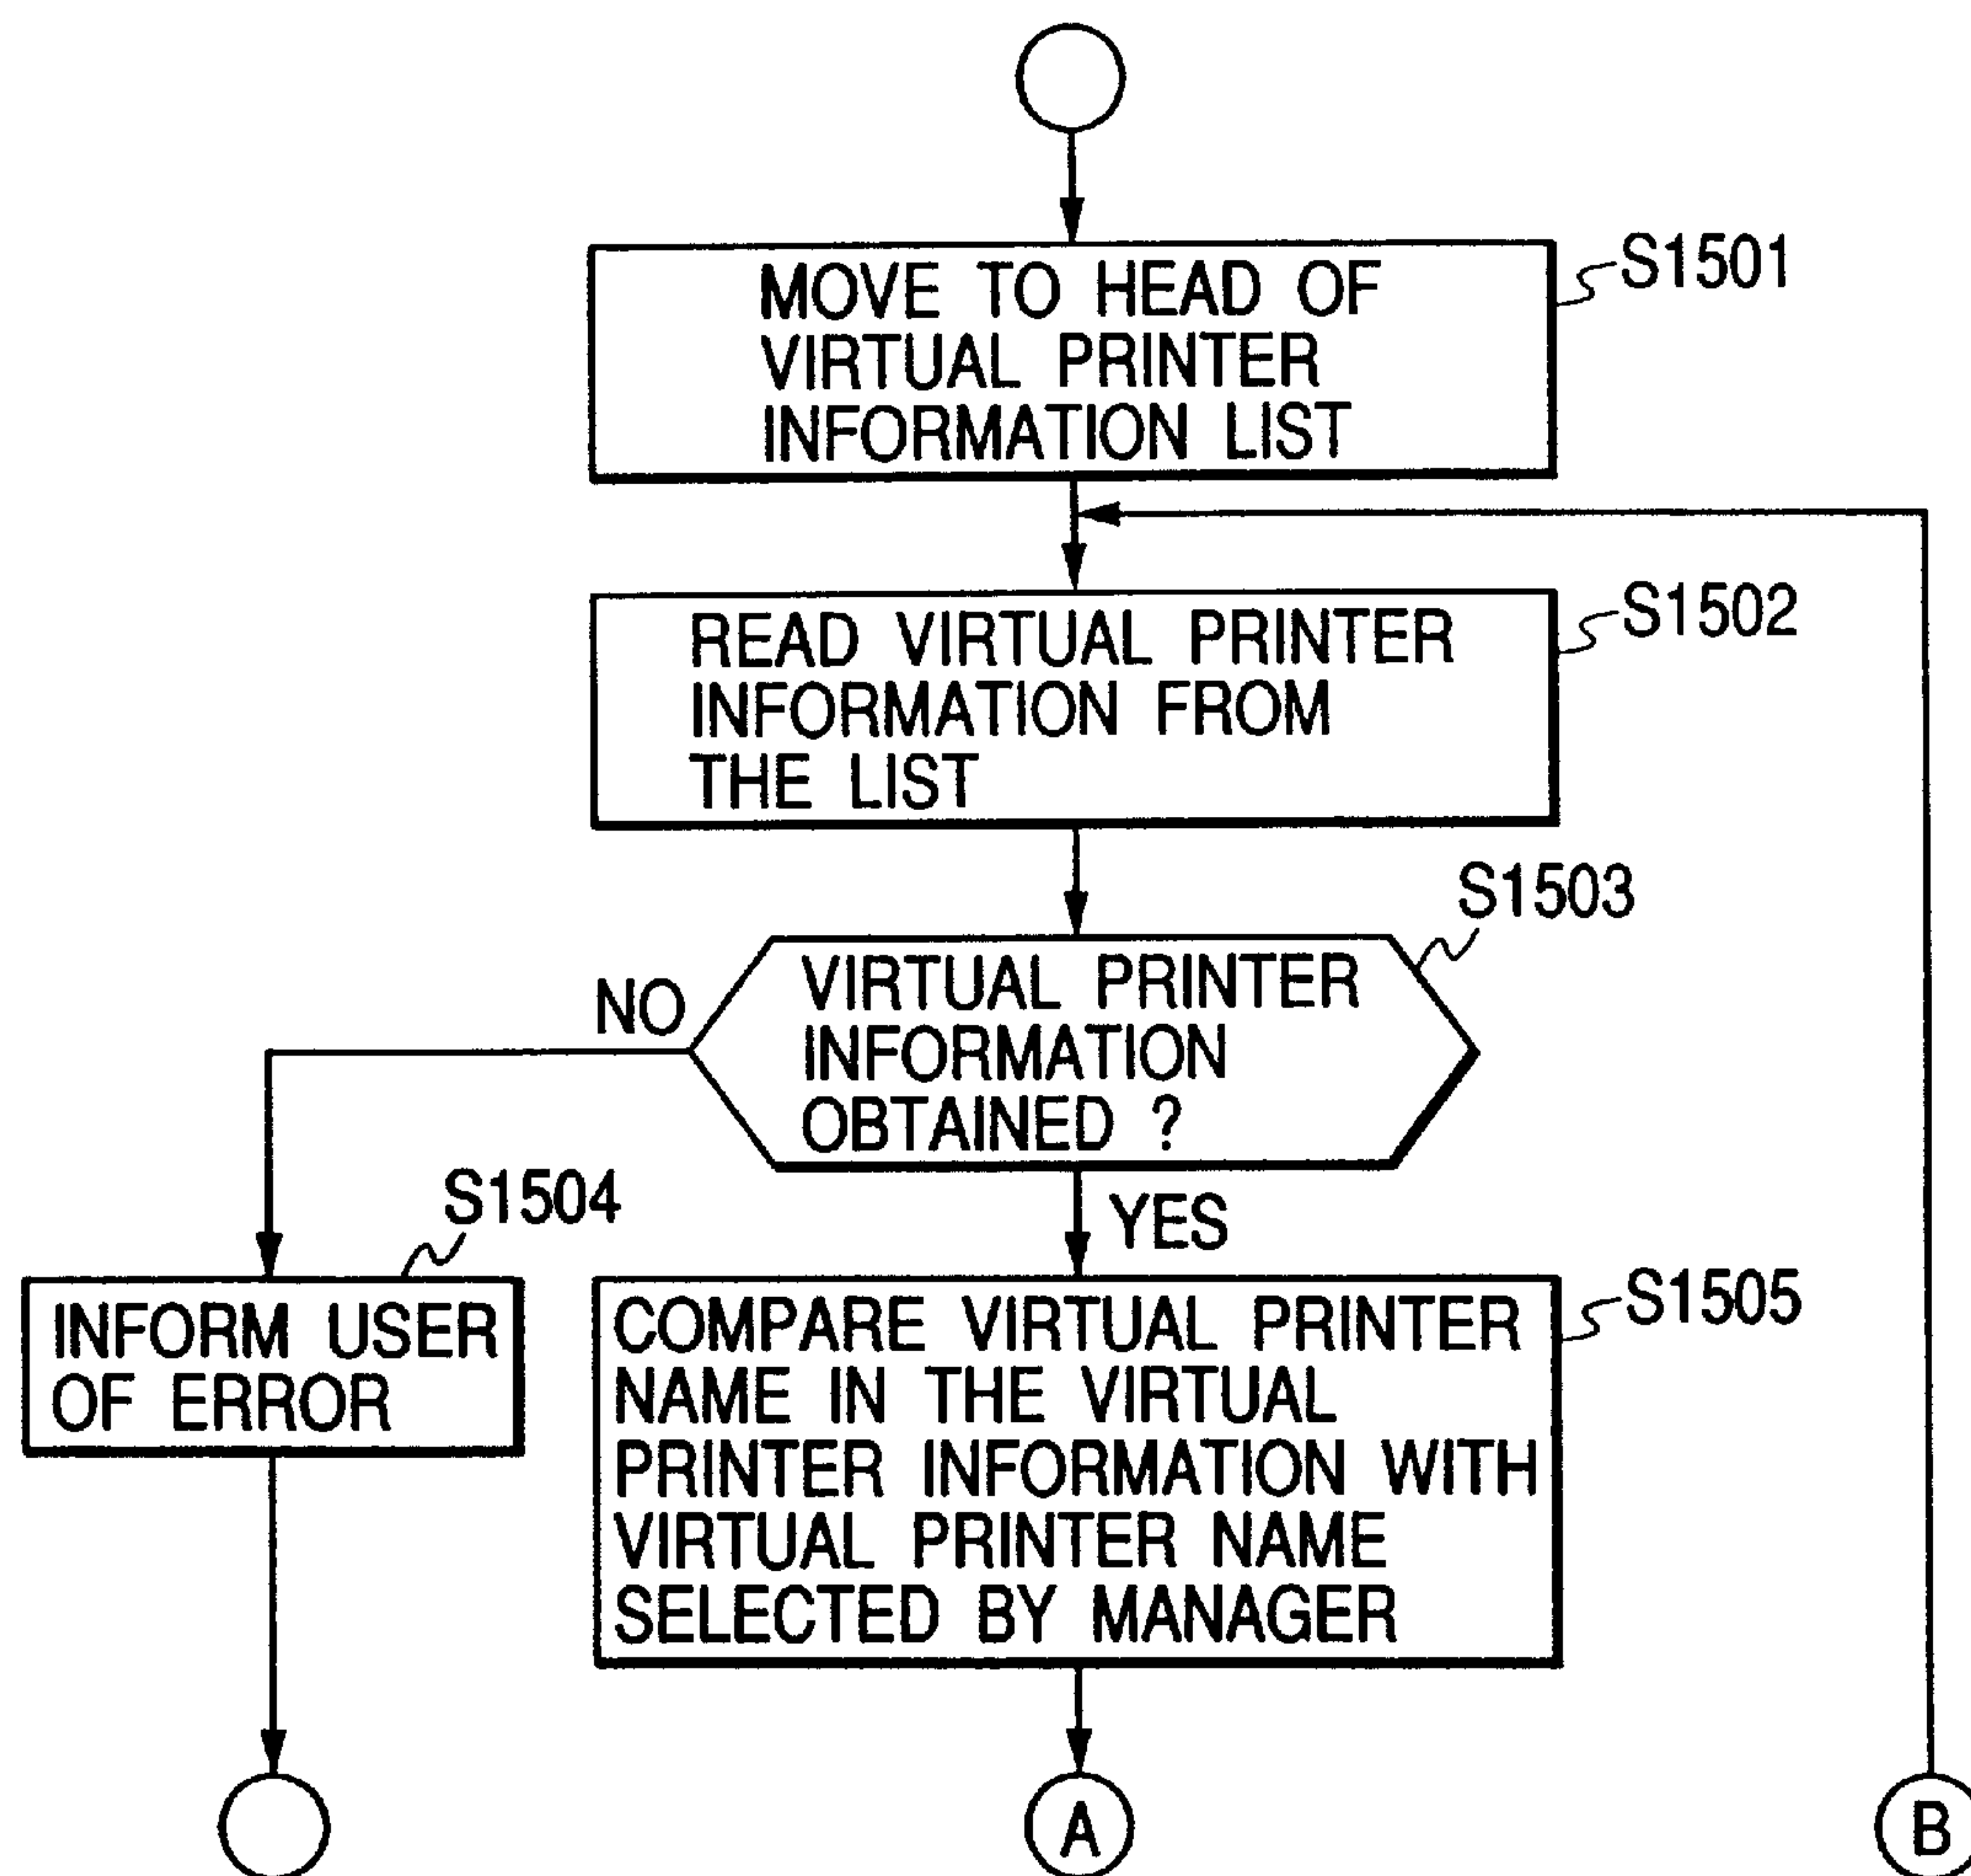 MOVE TO HEAD OF
VIRTUAL PRINTER
INFORMATION LIST
S1501
READ VIRTUAL PRINTER
INFORMATION FROM
THE LIST
S1502
S1503
NO
VIRTUAL PRINTER
INFORMATION
OBTAINED ?
YES
S1504
INFORM USER
OF ERROR
S1505
COMPARE VIRTUAL PRINTER
NAME IN THE VIRTUAL
PRINTER INFORMATION WITH
VIRTUAL PRINTER NAME
SELECTED BY MANAGER
A
B